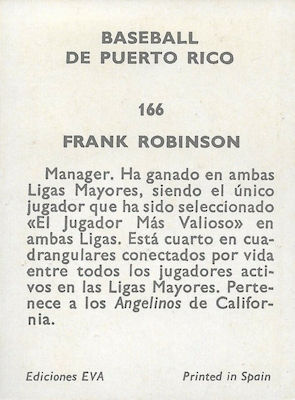 BASEBALL
DE PUERTO RICO
166
FRANK ROBINSON
Manager. Ha ganado en ambas
Ligas Mayores, siendo el único
jugador que ha sido seleccionado
«El Jugador Más Valioso» en
ambas Ligas. Está cuarto en cua-
drangulares conectados por vida
entre todos los jugadores acti-
vos en las Ligas Mayores. Perte-
nece a los Angelinos de Califor-
nia.
Ediciones EVA Printed in Spain